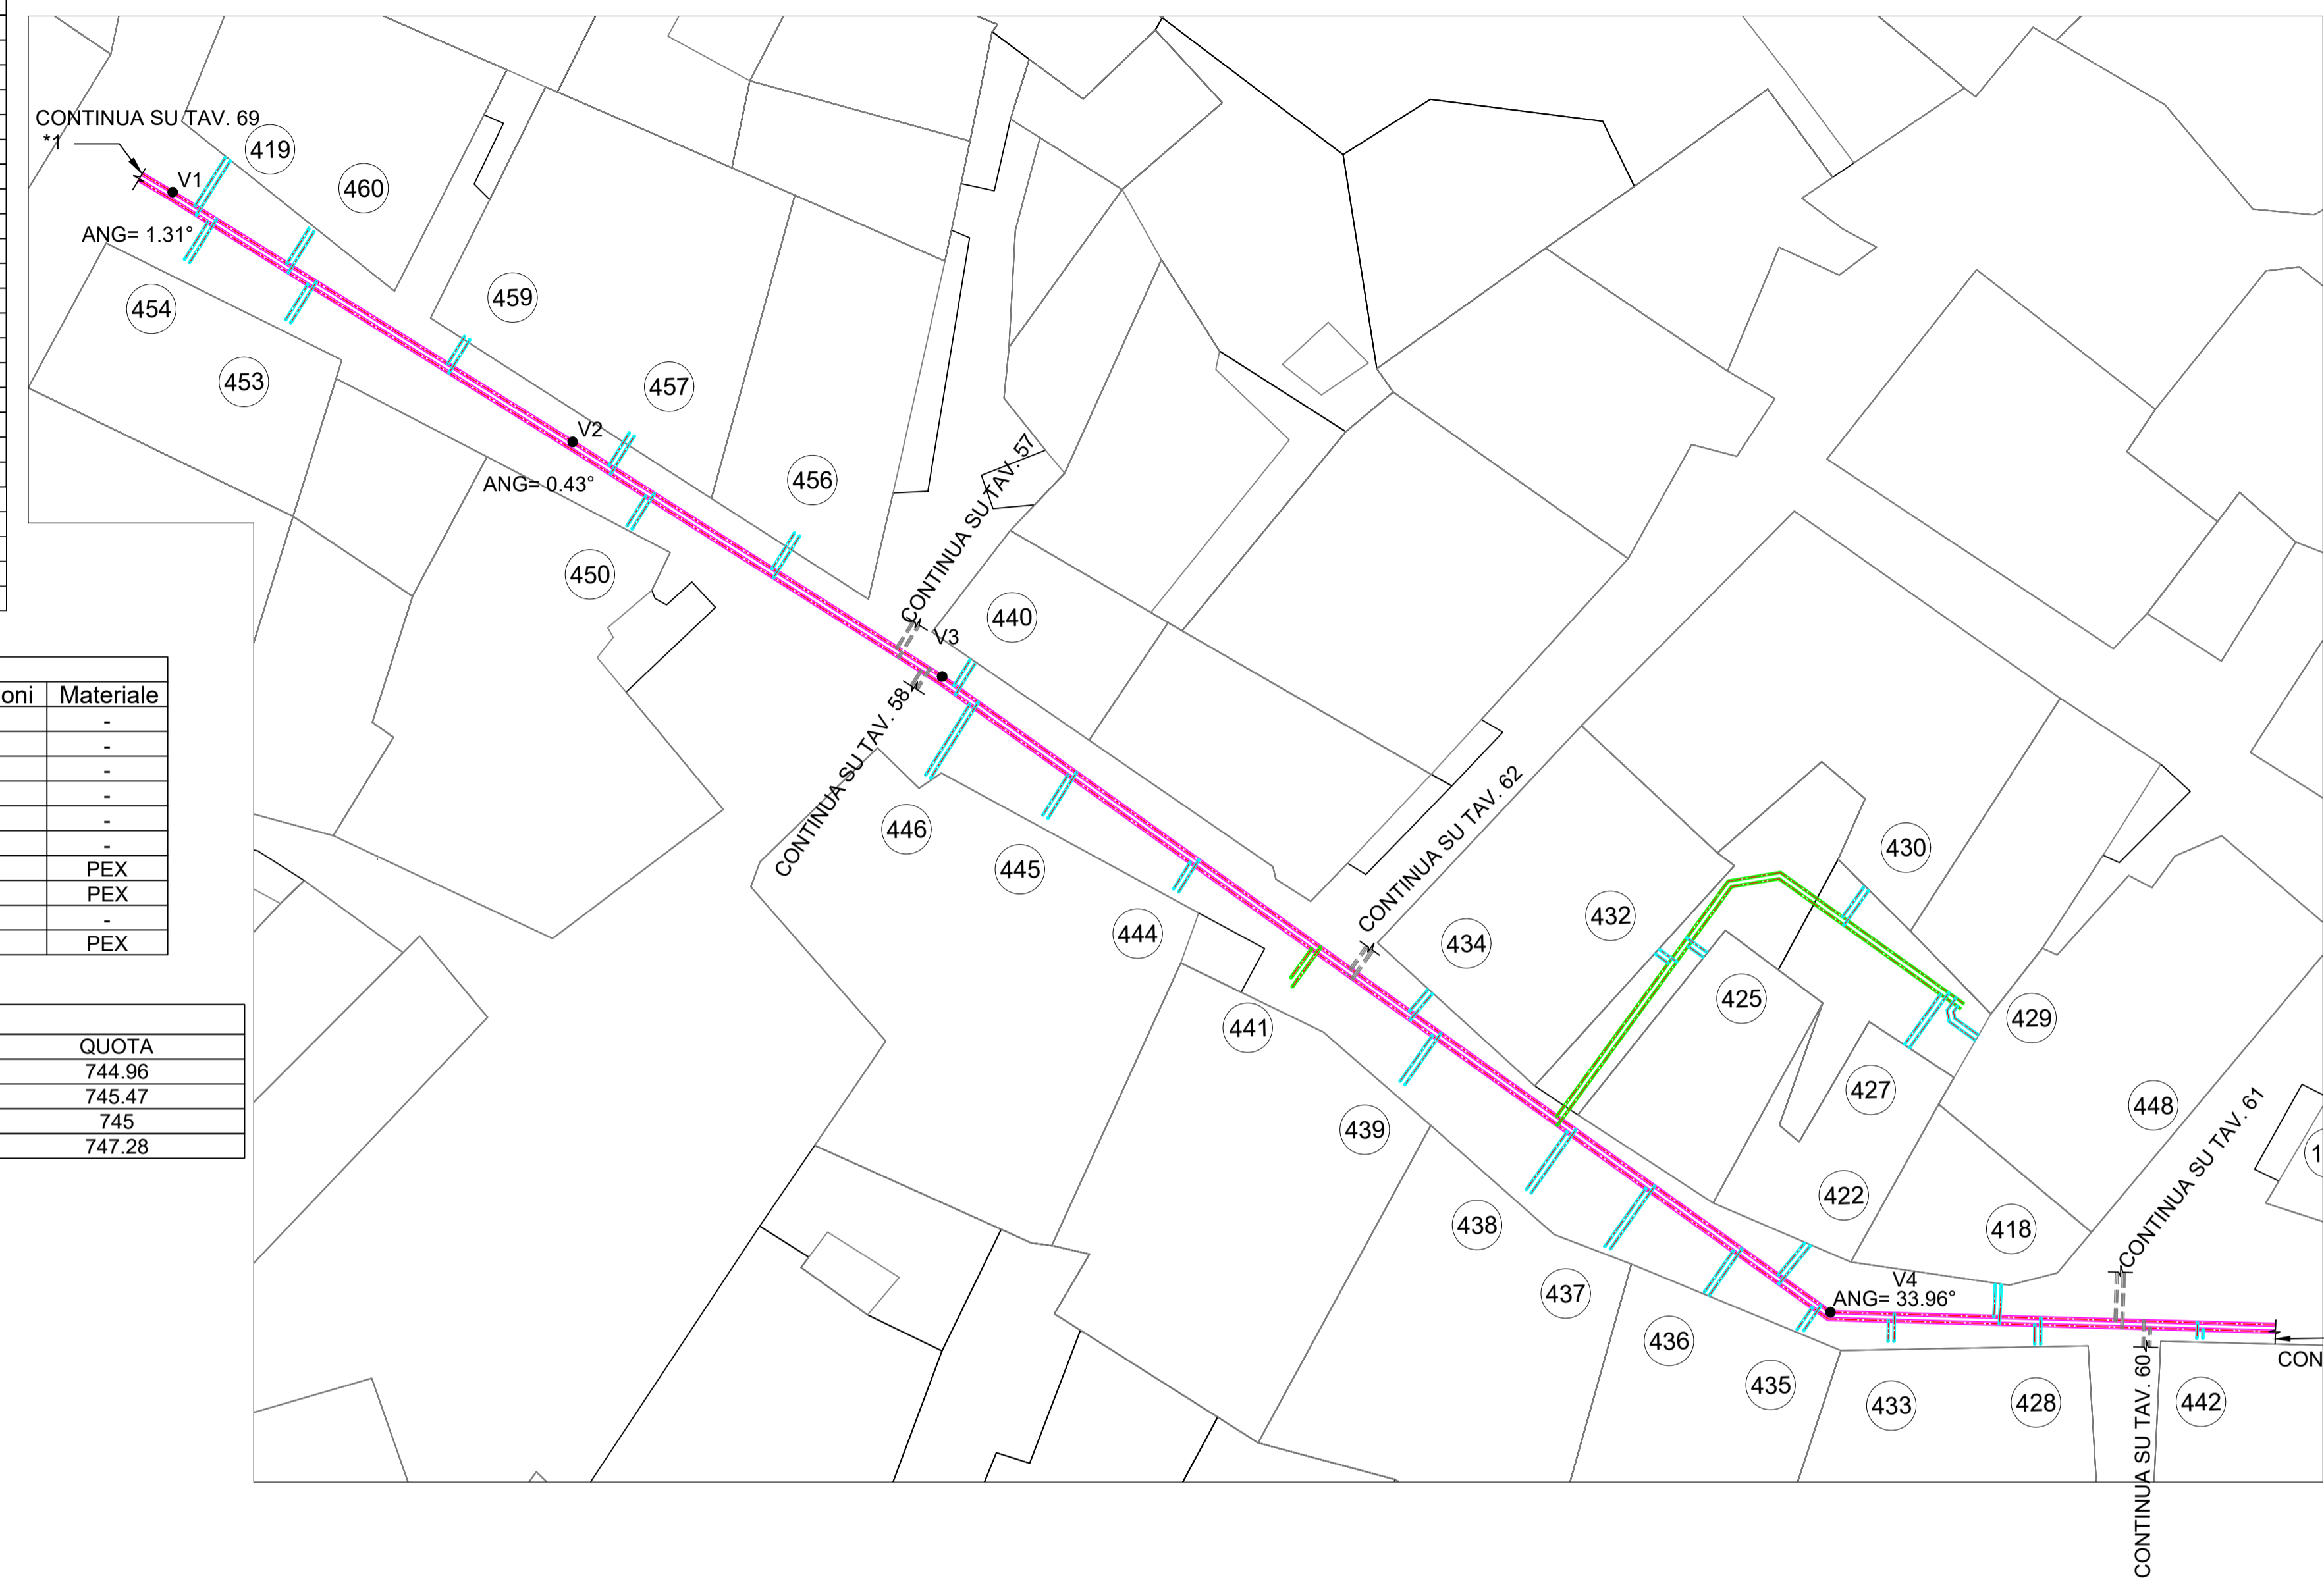 CONTINUA SU TAV. 69
*1
V1
419
460
ANG= 1.31°
454
453
459
457
V2
ANG= 0.43°
456
450
CONTINUA SU TAV. 57
V3
440
CONTINUA SU TAV. 58
446
445
444
441
CONTINUA SU TAV. 62
434
432
430
425
429
427
439
438
437
436
435
422
418
448
CONTINUA SU TAV. 61
V4
ANG= 33.96°
433
428
442
CONTINUA SU TAV. 60
CON
1
oni Materiale
-
-
-
-
-
-
PEX
PEX
-
PEX
QUOTA
744.96
745.47
745
747.28